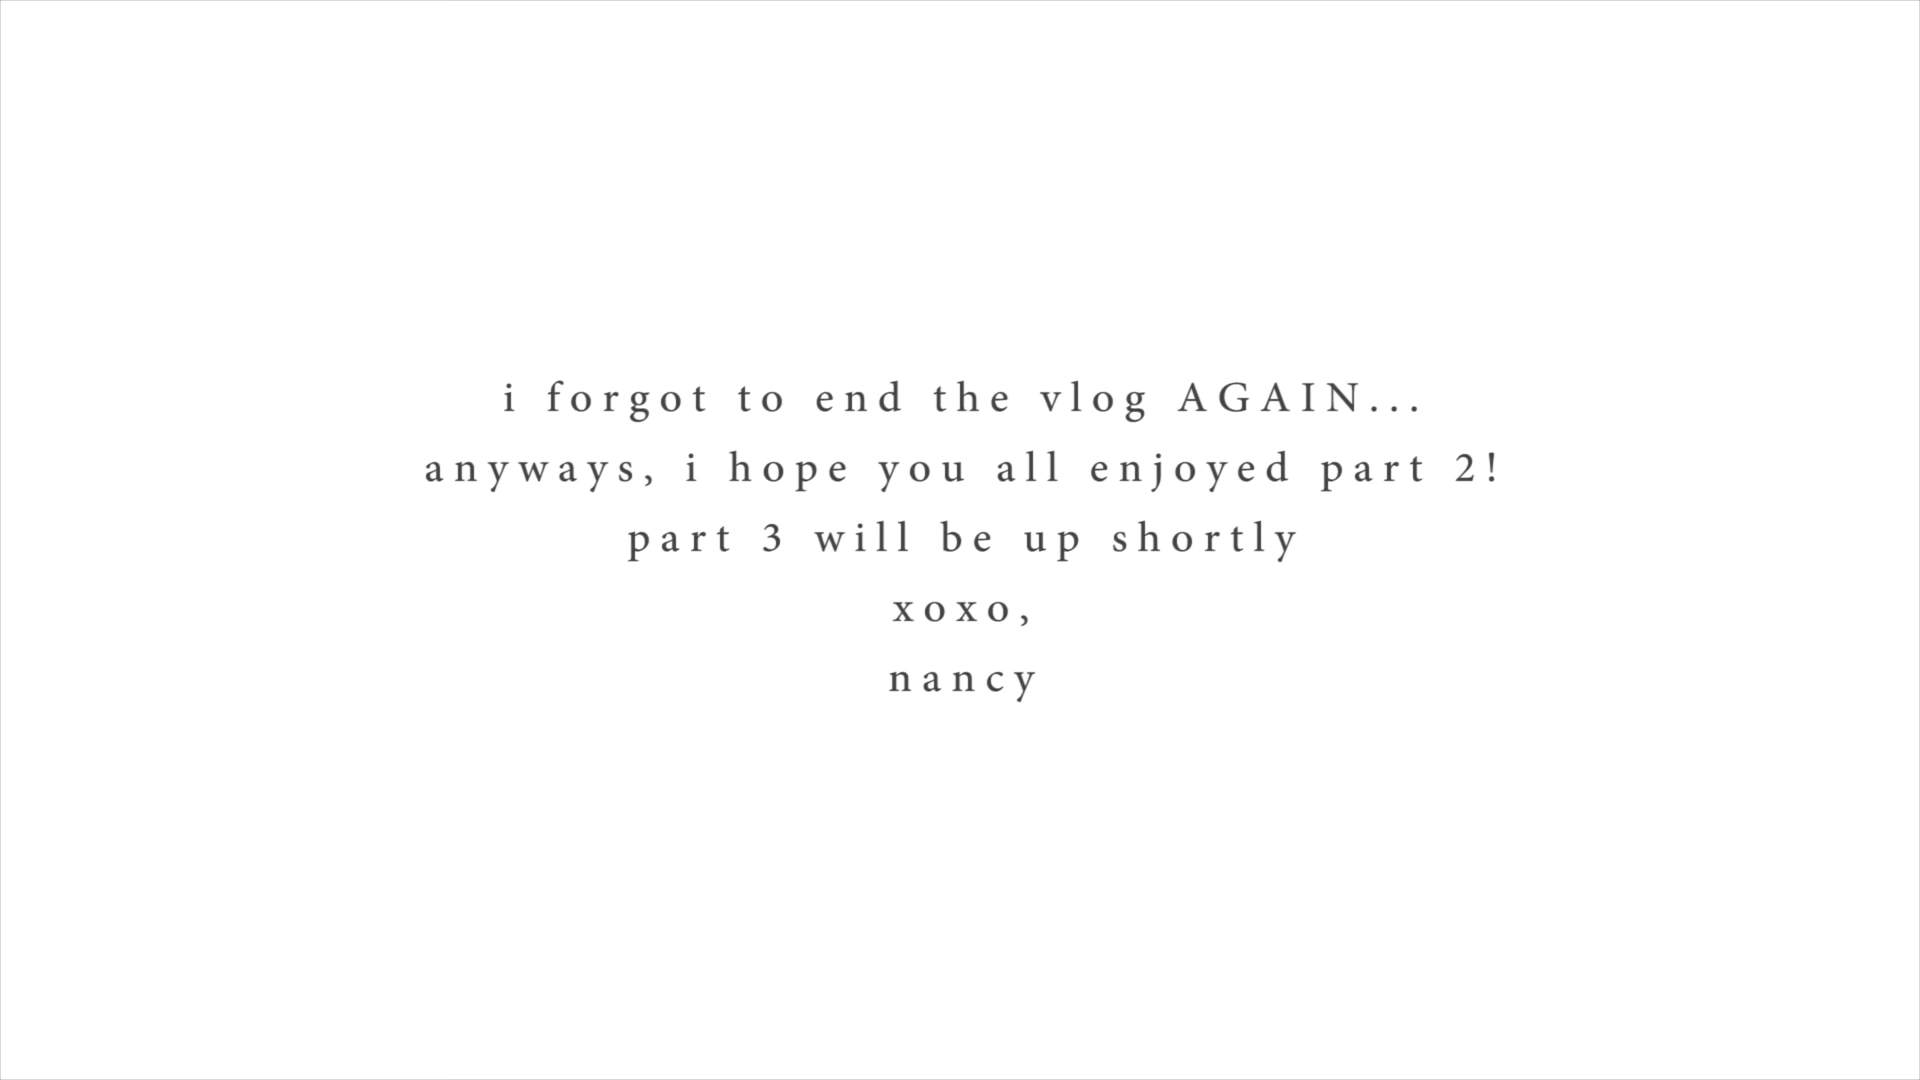 i forgot to end the vlog AGAIN...
anyways, i hope you all enjoyed part 2!
part 3 will be up shortly
xoxo,
nancy